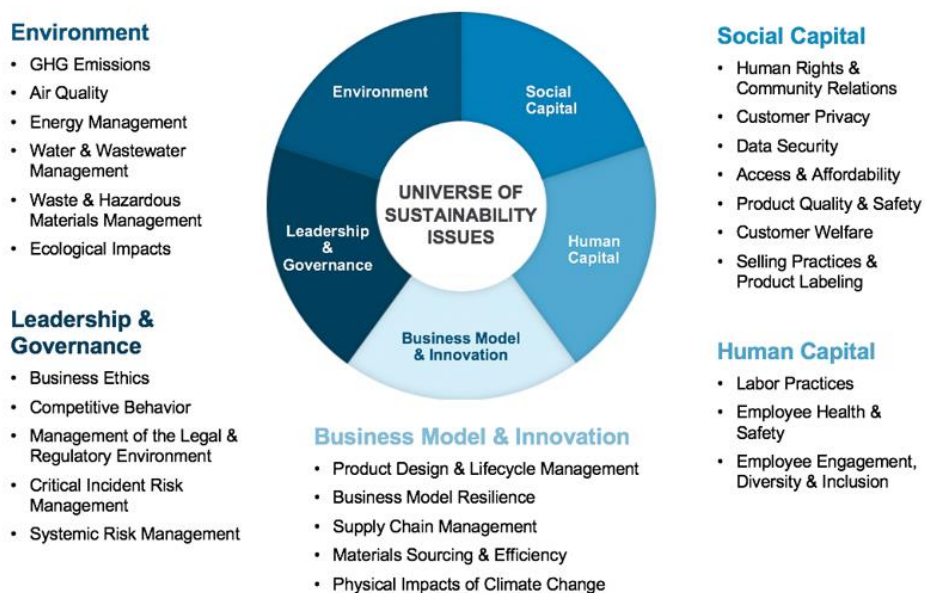 Environment
• GHG Emissions
• Air Quality
• Energy Management
• Water & Wastewater
Management
• Waste & Hazardous
Materials Management
• Ecological Impacts
Leadership &
Governance
• Business Ethics
• Competitive Behavior
• Management of the Legal &
Regulatory Environment
• Critical Incident Risk
Management
• Systemic Risk Management
Environment
Social
Capital
UNIVERSE OF
SUSTAINABILITY
ISSUES
Leadership
&
Governance
Human
Capital
Business Model
& Innovation
Business Model & Innovation
• Product Design & Lifecycle Management
• Business Model Resilience
• Supply Chain Management
• Materials Sourcing & Efficiency
• Physical Impacts of Climate Change
Social Capital
• Human Rights &
Community Relations
• Customer Privacy
• Data Security
• Access & Affordability
• Product Quality & Safety
• Customer Welfare
• Selling Practices &
Product Labeling
Human Capital
• Labor Practices
• Employee Health &
Safety
• Employee Engagement,
Diversity & Inclusion